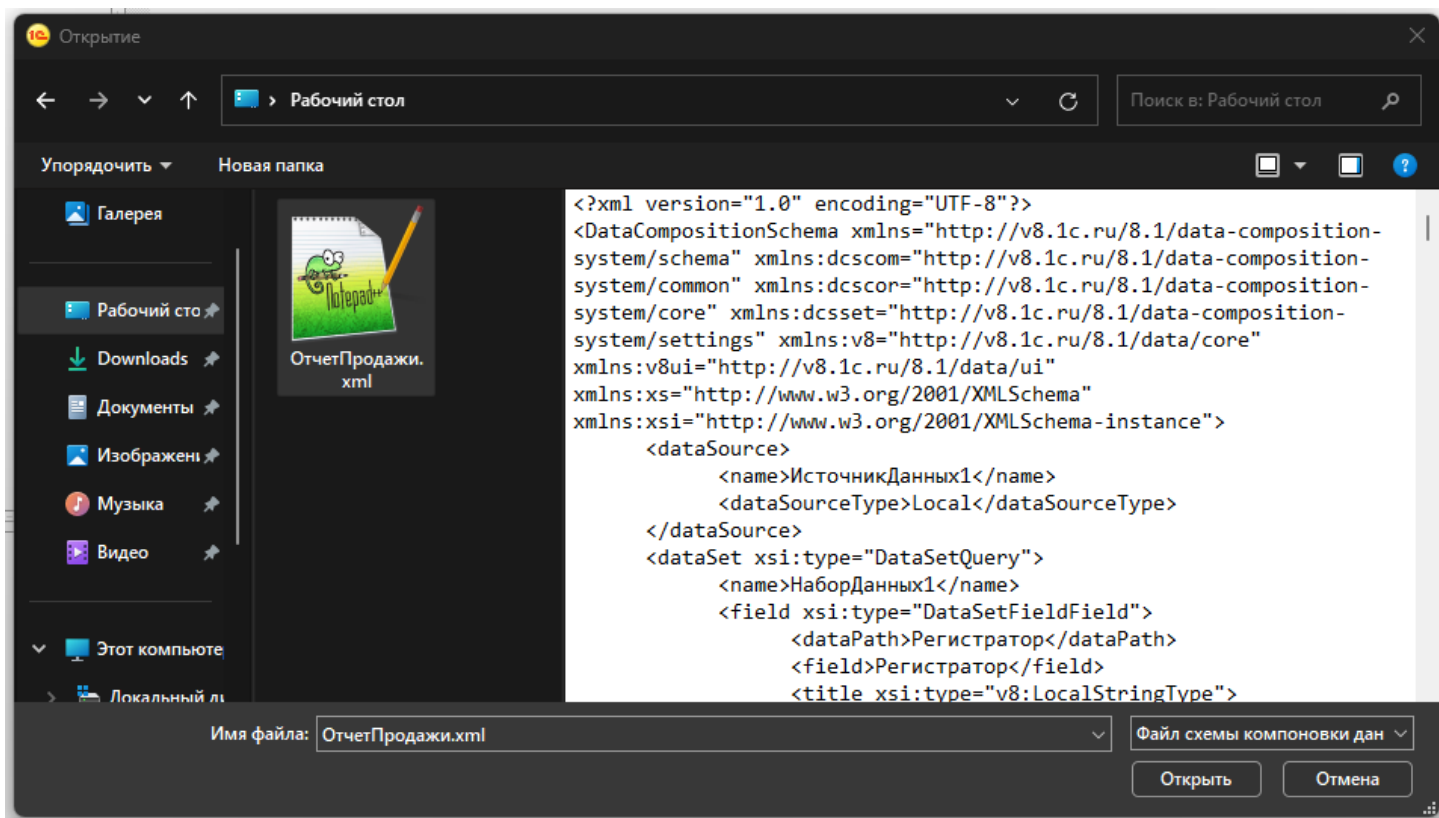 1С Открытие
Рабочий стол
Поиск в: Рабочий стол
Упорядочить
Новая папка
?
Галерея
Рабочий сто
Downloads
Документы
Изображени
Музыка
Видео
Этот компьюте
Локальный ди
Notepad++
ОтчетПродажи.
xml
<?xml version="1.0" encoding="UTF-8"?>
<DataCompositionSchema xmlns="http://v8.1c.ru/8.1/data-composition-
system/schema" xmlns:dcscom="http://v8.1c.ru/8.1/data-composition-
system/common" xmlns:dcscor="http://v8.1c.ru/8.1/data-composition-
system/core" xmlns:dcsset="http://v8.1c.ru/8.1/data-composition-
system/settings" xmlns:v8="http://v8.1c.ru/8.1/data/core"
xmlns:v8ui="http://v8.1c.ru/8.1/data/ui"
xmlns:xs="http://www.w3.org/2001/XMLSchema"
xmlns:xsi="http://www.w3.org/2001/XMLSchema-instance">
<dataSource>
<name>ИсточникДанных1</name>
<dataSourceType>Local</dataSourceType>
</dataSource>
<dataSet xsi:type="DataSetQuery">
<name>НаборДанных1</name>
<field xsi:type="DataSetFieldField">
<dataPath>Регистратор</dataPath>
<field>Регистратор</field>
<title xsi:type="v8:LocalStringType">
Имя файла: ОтчетПродажи.xml
Файл схемы компоновки дан
Открыть
Отмена